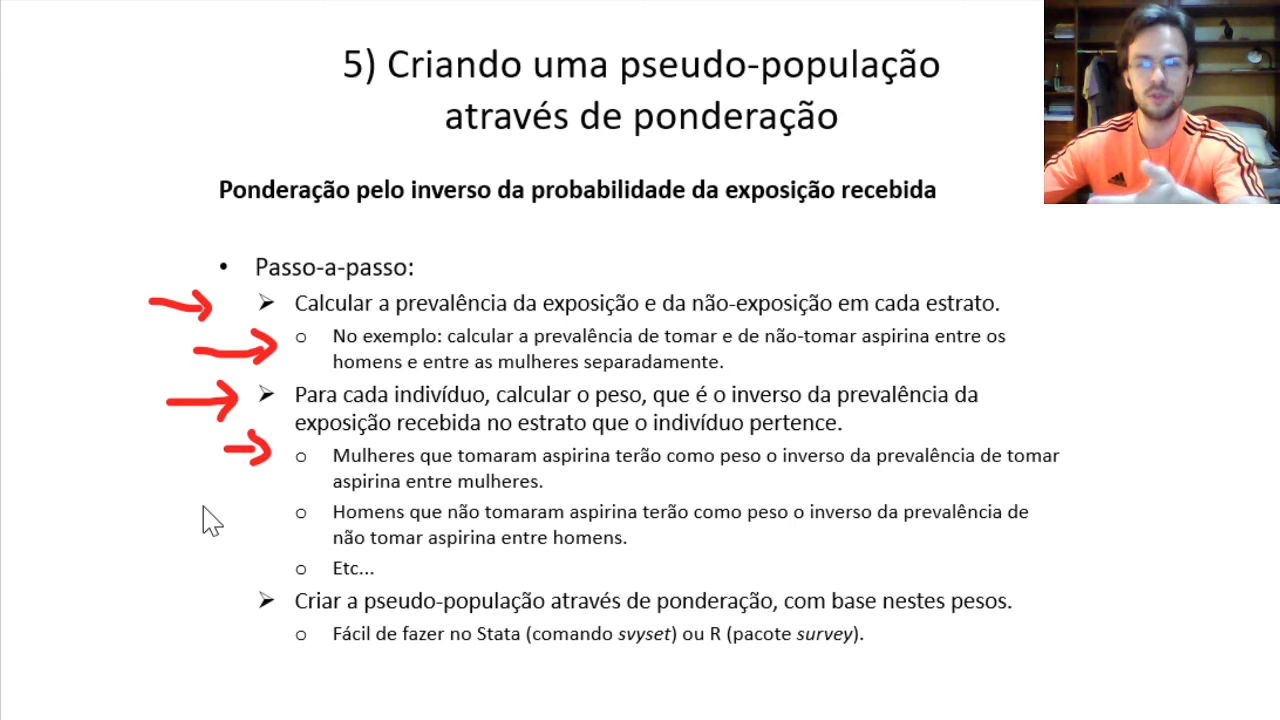 5) Criando uma pseudo-população
através de ponderação
Ponderação pelo inverso da probabilidade da exposição recebida
• Passo-a-passo:
➢ Calcular a prevalência da exposição e da não-exposição em cada estrato.
o No exemplo: calcular a prevalência de tomar e de não-tomar aspirina entre os
homens e entre as mulheres separadamente.
➢ Para cada indivíduo, calcular o peso, que é o inverso da prevalência da
exposição recebida no estrato que o indivíduo pertence.
o Mulheres que tomaram aspirina terão como peso o inverso da prevalência de tomar
aspirina entre mulheres.
o Homens que não tomaram aspirina terão como peso o inverso da prevalência de
não tomar aspirina entre homens.
o Etc...
➢ Criar a pseudo-população através de ponderação, com base nestes pesos.
o Fácil de fazer no Stata (comando svyset) ou R (pacote survey).